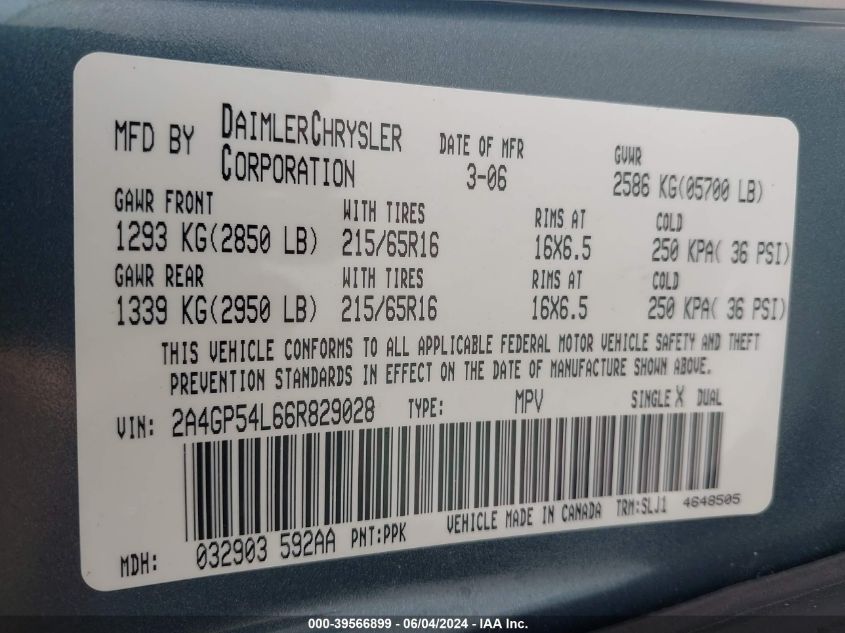 MFD BY DAIMLERCHRYSLER CORPORATION DATE OF MFR 3-06 GVWR 2586 KG(05700 LB)
GAWR FRONT WITH TIRES RIMS AT COLD
1293 KG(2850 LB) 215/65R16 16X6.5 250 KPA( 36 PSI)
GAWR REAR WITH TIRES RIMS AT COLD
1339 KG(2950 LB) 215/65R16 16X6.5 250 KPA( 36 PSI)
THIS VEHICLE CONFORMS TO ALL APPLICABLE FEDERAL MOTOR VEHICLE SAFETY AND THEFT
PREVENTION STANDARDS IN EFFECT ON THE DATE OF MANUFACTURE SHOWN ABOVE.
VIN: 2A4GP54L66R829028 TYPE: MPV SINGLE X DUAL
VEHICLE MADE IN CANADA TRM:SLJ1 4648505
MDH: 032903 592AA PNT:PPK
000-39566899 - 06/04/2024 - IAA Inc.